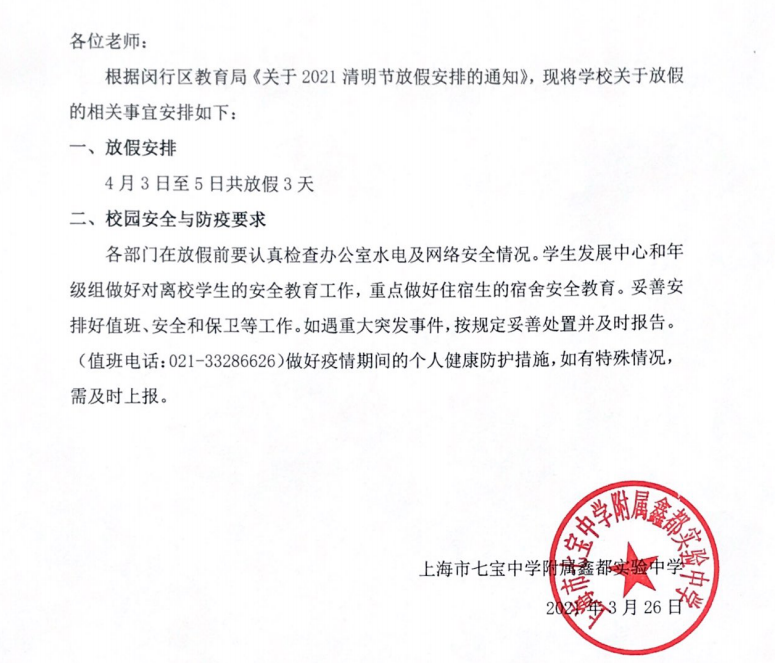 各位老师：
根据闵行区教育局《关于 2021 清明节放假安排的通知》，现将学校关于放假
的相关事宜安排如下：
一、放假安排
4 月 3 日至 5 日共放假 3 天
二、校园安全与防疫要求
各部门在放假前要认真检查办公室水电及网络安全情况。学生发展中心和年
级组做好对离校学生的安全教育工作，重点做好住宿生的宿舍安全教育。妥善安
排好值班、安全和保卫等工作。如遇重大突发事件，按规定妥善处置并及时报告。
（值班电话：021-33286626）做好疫情期间的个人健康防护措施，如有特殊情况，
需及时上报。
上海市七宝中学附属鑫都实验中学
上海市七宝中学附属鑫都实验中学
2021 年 3 月 26 日